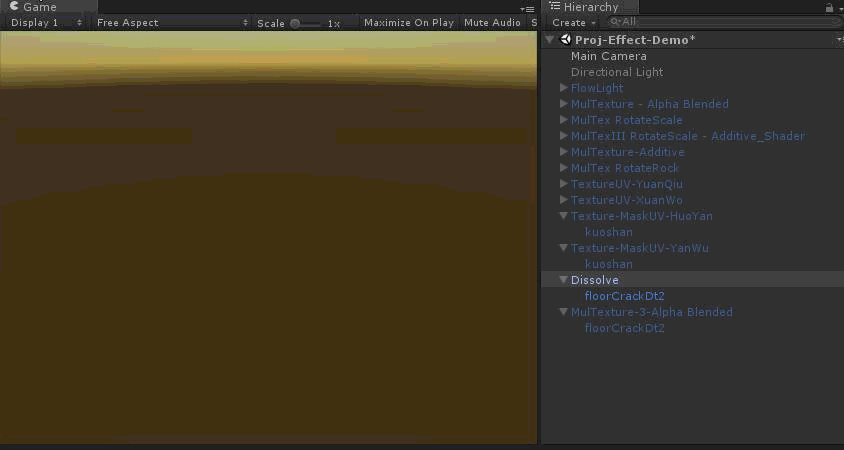 Game
Display 1 Free Aspect Scale 1x Maximize On Play Mute Audio S
Hierarchy
Create All
Proj-Effect-Demo*
Main Camera
Directional Light
FlowLight
MulTexture - Alpha Blended
MulTex RotateScale
MulTexIII RotateScale - Additive_Shader
MulTexture-Additive
MulTex RotateRock
TextureUV-YuanQiu
TextureUV-XuanWo
Texture-MaskUV-HuoYan
kuoshan
Texture-MaskUV-YanWu
kuoshan
Dissolve
floorCrackDt2
MulTexture-3-Alpha Blended
floorCrackDt2